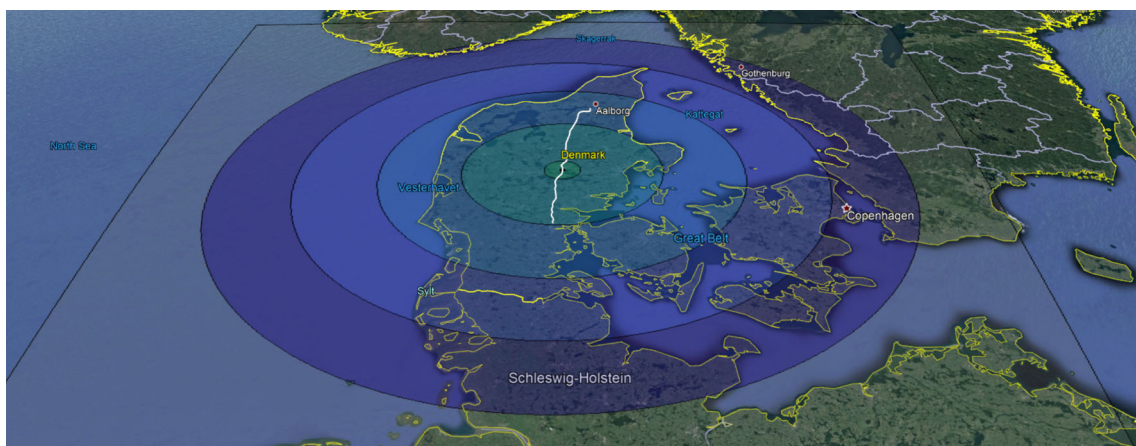 Skagerrak
Gothenburg
Aalborg
Kattegat
North Sea
Denmark
Vesterhavet
Copenhagen
Great Belt
Sylt
Schleswig-Holstein